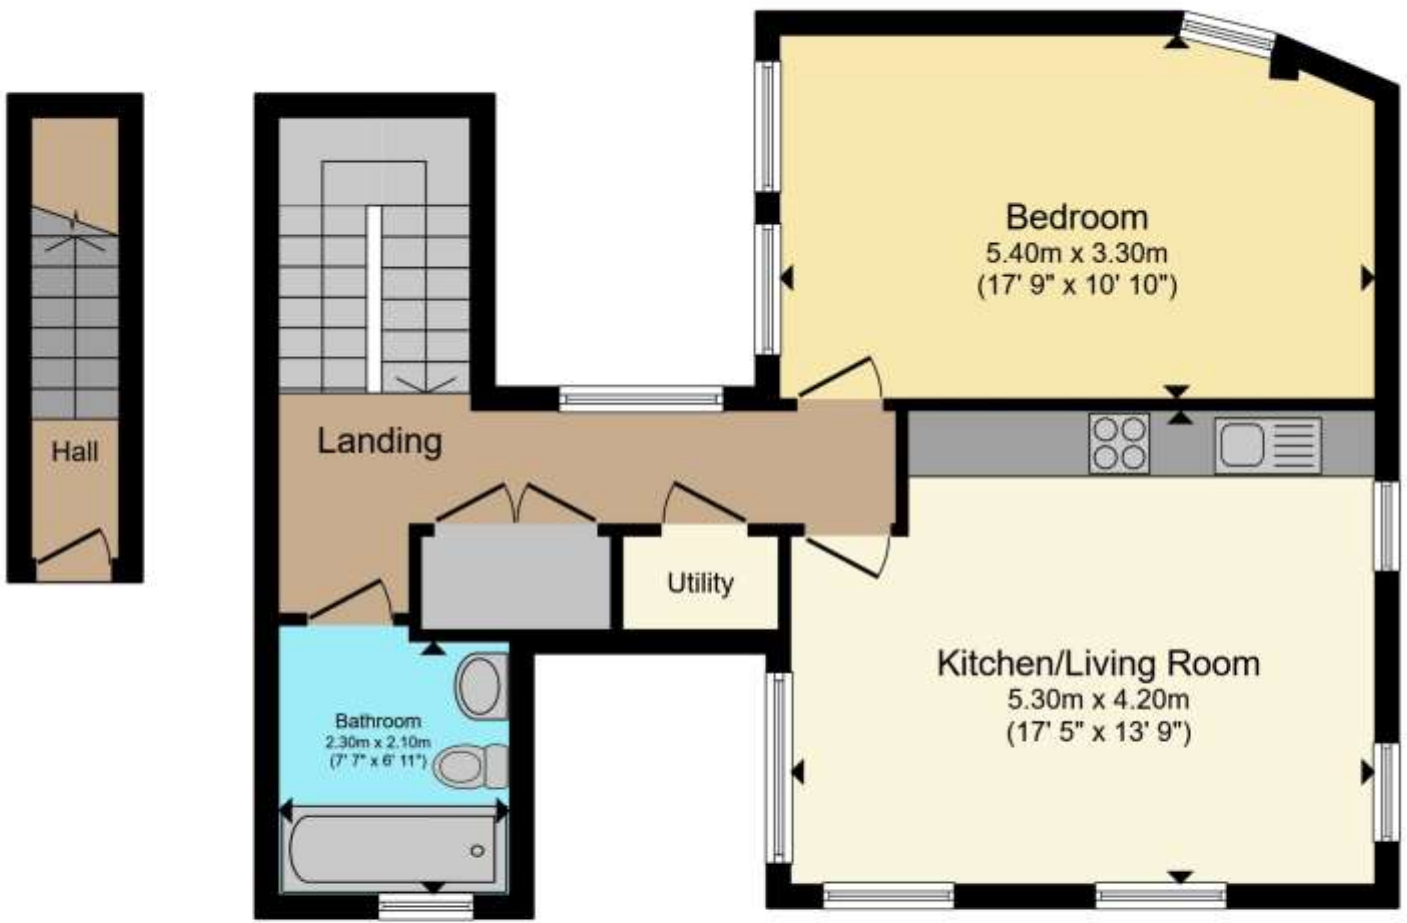 Hall
Landing
Bedroom
5.40m x 3.30m
(17' 9" x 10' 10")
Utility
Kitchen/Living Room
5.30m x 4.20m
(17' 5" x 13' 9")
Bathroom
2.30m x 2.10m
(7' 7" x 6' 11")